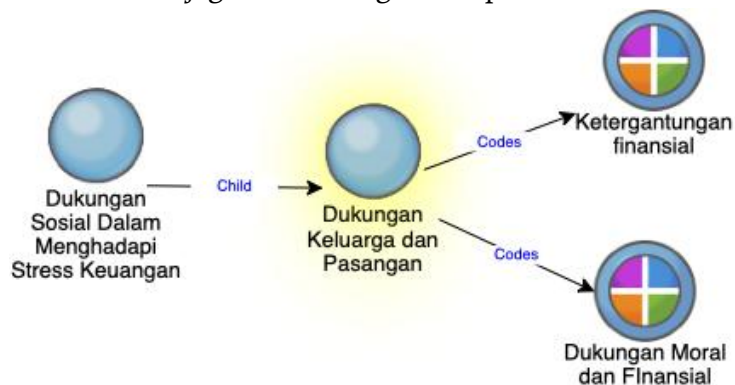 Dukungan
Sosial Dalam
Menghadapi
Stress Keuangan
Child
Dukungan
Keluarga dan
Pasangan
Codes
Ketergantungan
finansial
Codes
Dukungan Moral
dan FInansial